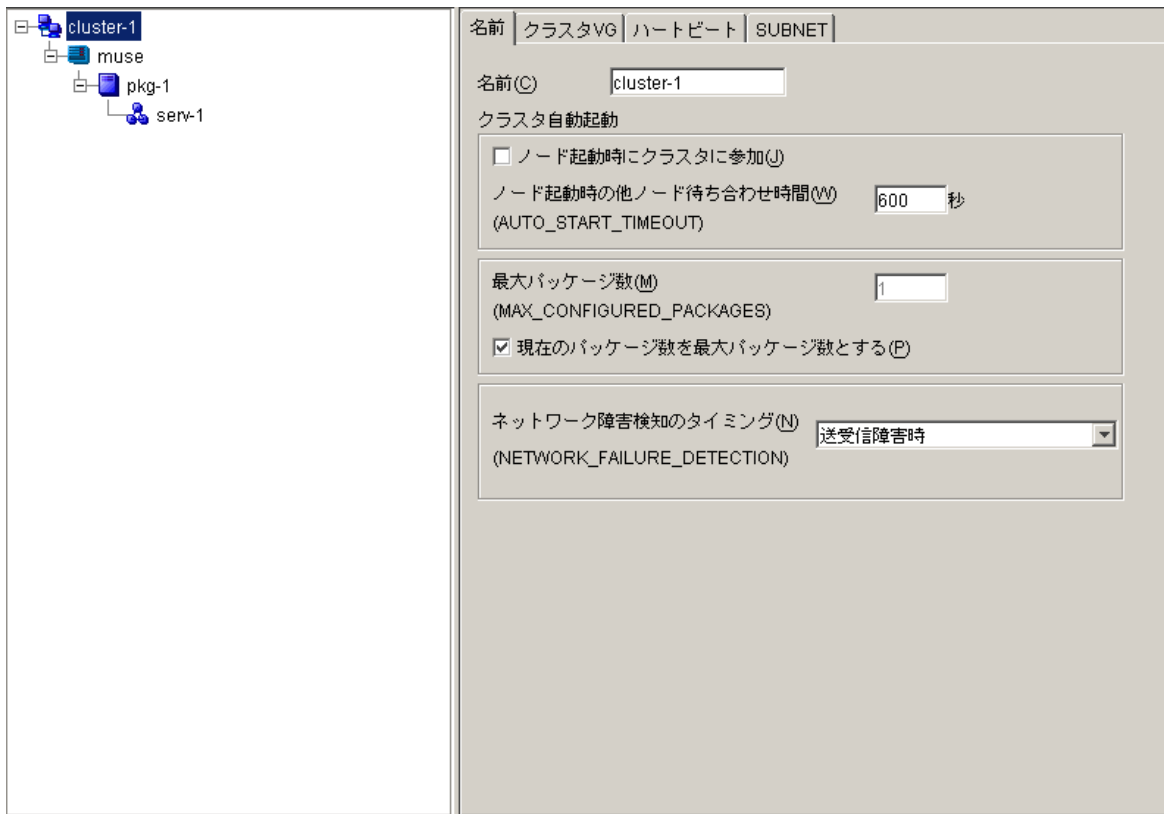 cluster-1
muse
pkg-1
serv-1
名前 クラスタVG ハートビート SUBNET
名前(C) cluster-1
クラスタ自動起動
ノード起動時にクラスタに参加(J)
ノード起動時の他ノード待ち合わせ時間(W) 600 秒
(AUTO_START_TIMEOUT)
最大パッケージ数(M) 1
(MAX_CONFIGURED_PACKAGES)
現在のパッケージ数を最大パッケージ数とする(P)
ネットワーク障害検知のタイミング(N) 送受信障害時
(NETWORK_FAILURE_DETECTION)